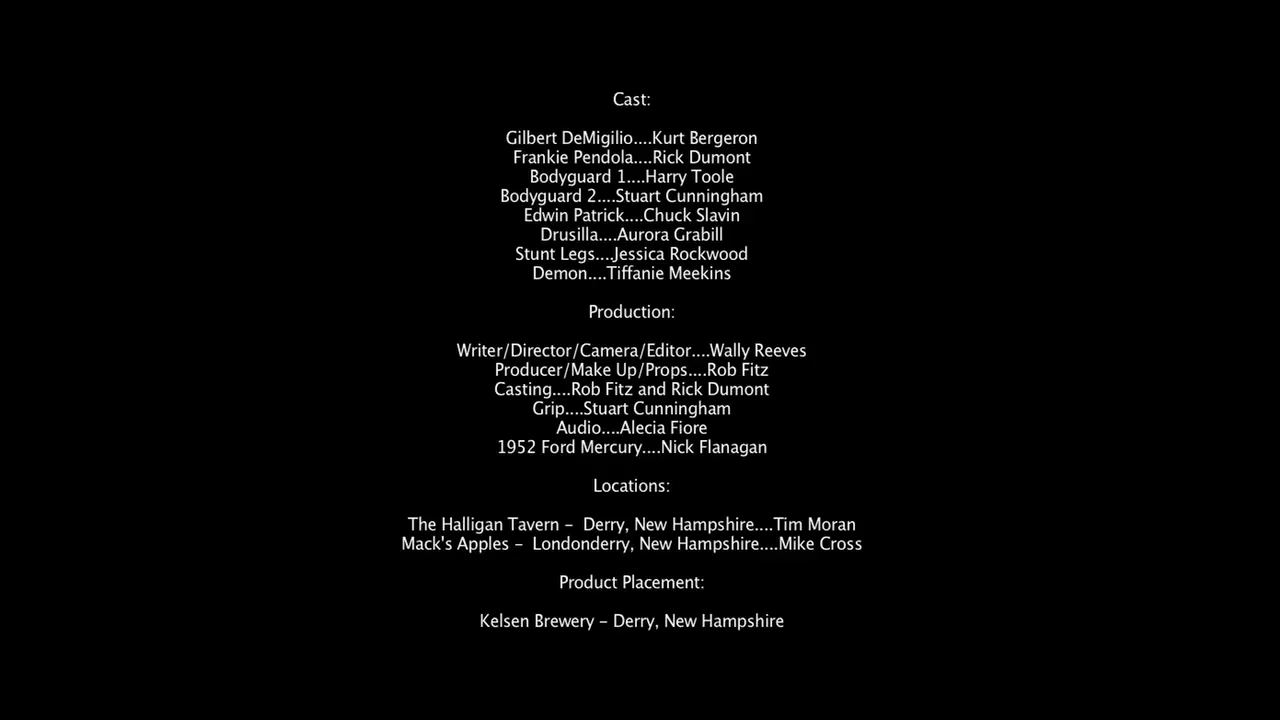 Cast:
Gilbert DeMigilio....Kurt Bergeron
Frankie Pendola....Rick Dumont
Bodyguard 1....Harry Toole
Bodyguard 2....Stuart Cunningham
Edwin Patrick....Chuck Slavin
Drusilla....Aurora Grabill
Stunt Legs....Jessica Rockwood
Demon....Tiffanie Meekins
Production:
Writer/Director/Camera/Editor....Wally Reeves
Producer/Make Up/Props....Rob Fitz
Casting....Rob Fitz and Rick Dumont
Grip....Stuart Cunningham
Audio....Alecia Fiore
1952 Ford Mercury....Nick Flanagan
Locations:
The Halligan Tavern –  Derry, New Hampshire....Tim Moran
Mack's Apples –  Londonderry, New Hampshire....Mike Cross
Product Placement:
Kelsen Brewery – Derry, New Hampshire